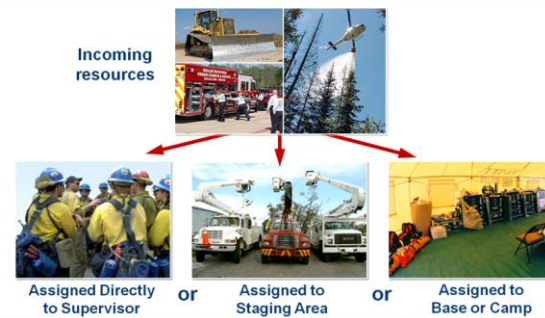 Incoming
resources
Assigned Directly
to Supervisor
or
Assigned to
Staging Area
or
Assigned to
Base or Camp